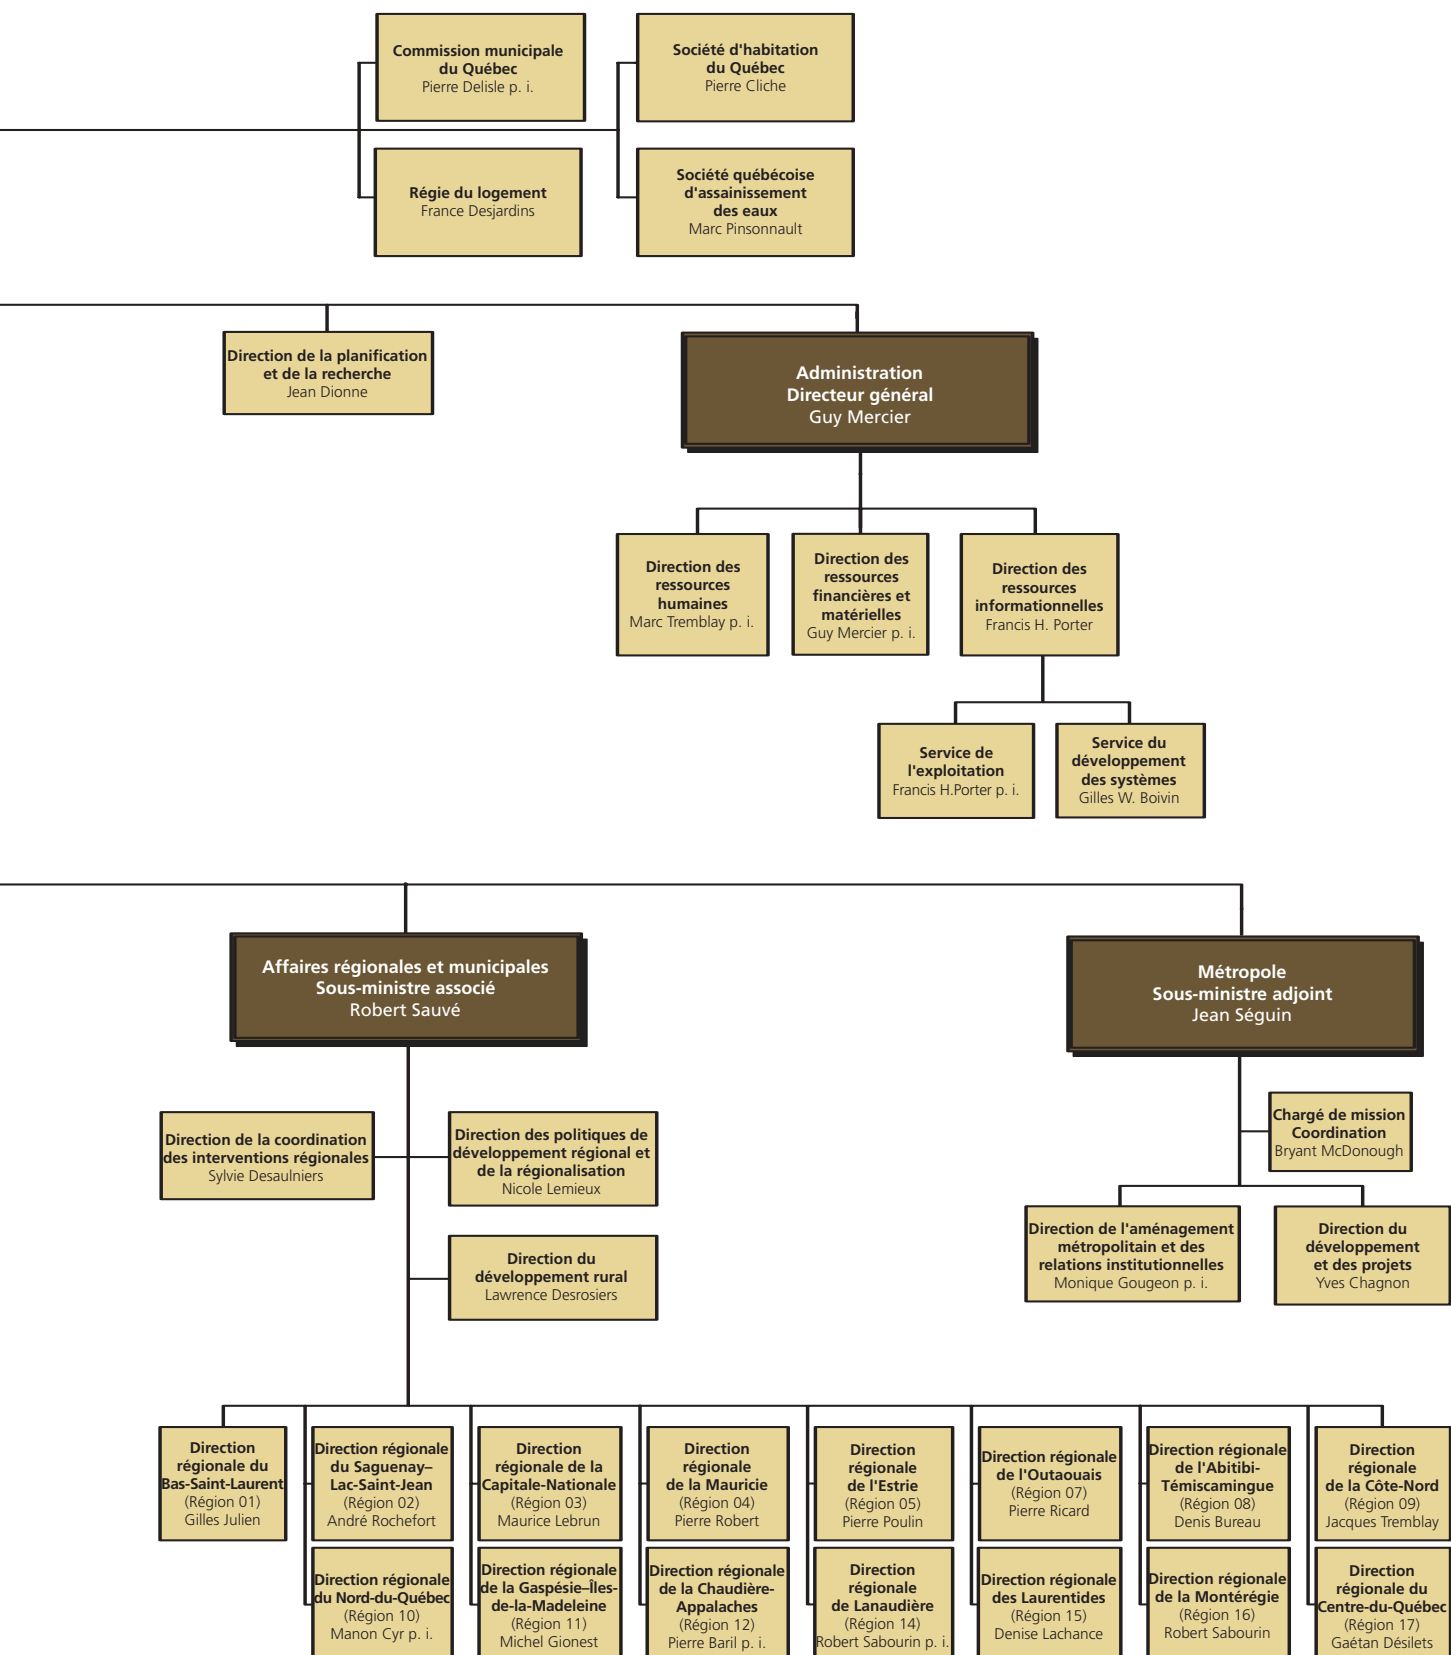 Commission municipale
du Québec
Pierre Delisle p. i.
Société d'habitation
du Québec
Pierre Cliche
Régie du logement
France Desjardins
Société québécoise
d'assainissement
des eaux
Marc Pinsonnault
Direction de la planification
et de la recherche
Jean Dionne
Administration
Directeur général
Guy Mercier
Direction des
ressources
humaines
Marc Tremblay p. i.
Direction des
ressources
financières et
matérielles
Guy Mercier p. i.
Direction des
ressources
informationnelles
Francis H. Porter
Service de
l'exploitation
Francis H.Porter p. i.
Service du
développement
des systèmes
Gilles W. Boivin
Affaires régionales et municipales
Sous-ministre associé
Robert Sauvé
Métropole
Sous-ministre adjoint
Jean Séguin
Direction de la coordination
des interventions régionales
Sylvie Desaulniers
Direction des politiques de
développement régional et
de la régionalisation
Nicole Lemieux
Chargé de mission
Coordination
Bryant McDonough
Direction du
développement rural
Lawrence Desrosiers
Direction de l'aménagement
métropolitain et des
relations institutionnelles
Monique Gougeon p. i.
Direction du
développement
et des projets
Yves Chagnon
Direction
régionale du
Bas-Saint-Laurent
(Région 01)
Gilles Julien
Direction régionale
du Saguenay–
Lac-Saint-Jean
(Région 02)
André Rochefort
Direction
régionale de la
Capitale-Nationale
(Région 03)
Maurice Lebrun
Direction
régionale
de la Mauricie
(Région 04)
Pierre Robert
Direction
régionale
de l'Estrie
(Région 05)
Pierre Poulin
Direction régionale
de l'Outaouais
(Région 07)
Pierre Ricard
Direction régionale
de l'Abitibi-
Témiscamingue
(Région 08)
Denis Bureau
Direction
régionale
de la Côte-Nord
(Région 09)
Jacques Tremblay
Direction régionale
du Nord-du-Québec
(Région 10)
Manon Cyr p. i.
Direction régionale
de la Gaspésie–Îles-
de-la-Madeleine
(Région 11)
Michel Gionest
Direction régionale
de la Chaudière-
Appalaches
(Région 12)
Pierre Baril p. i.
Direction
régionale
de Lanaudière
(Région 14)
Robert Sabourin p. i.
Direction régionale
des Laurentides
(Région 15)
Denise Lachance
Direction régionale
de la Montérégie
(Région 16)
Robert Sabourin
Direction
régionale du
Centre-du-Québec
(Région 17)
Gaétan Désilets